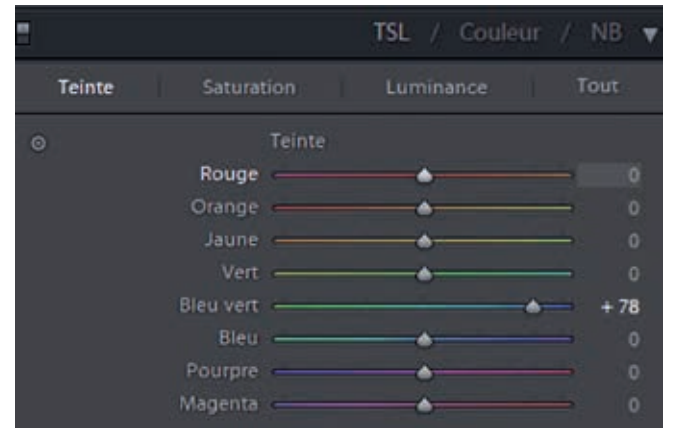 TSL / Couleur / NB
Teinte Saturation Luminance Tout
Teinte
Rouge 0
Orange 0
Jaune 0
Vert 0
Bleu vert + 78
Bleu 0
Pourpre 0
Magenta 0